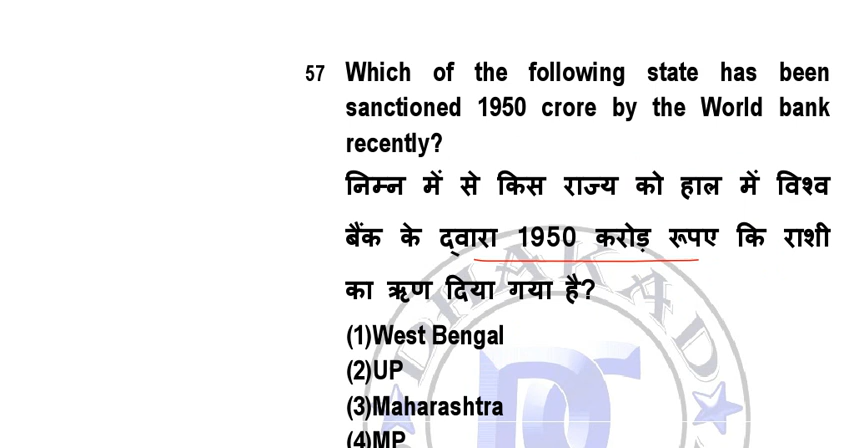 57 Which of the following state has been
sanctioned 1950 crore by the World bank
recently?
निम्न में से किस राज्य को हाल में विश्व
बैंक के द्वारा 1950 करोड़ रूपए कि राशी
का ऋण दिया गया है?
(1)West Bengal
(2)UP
(3)Maharashtra
(4)MP
DHAKAD